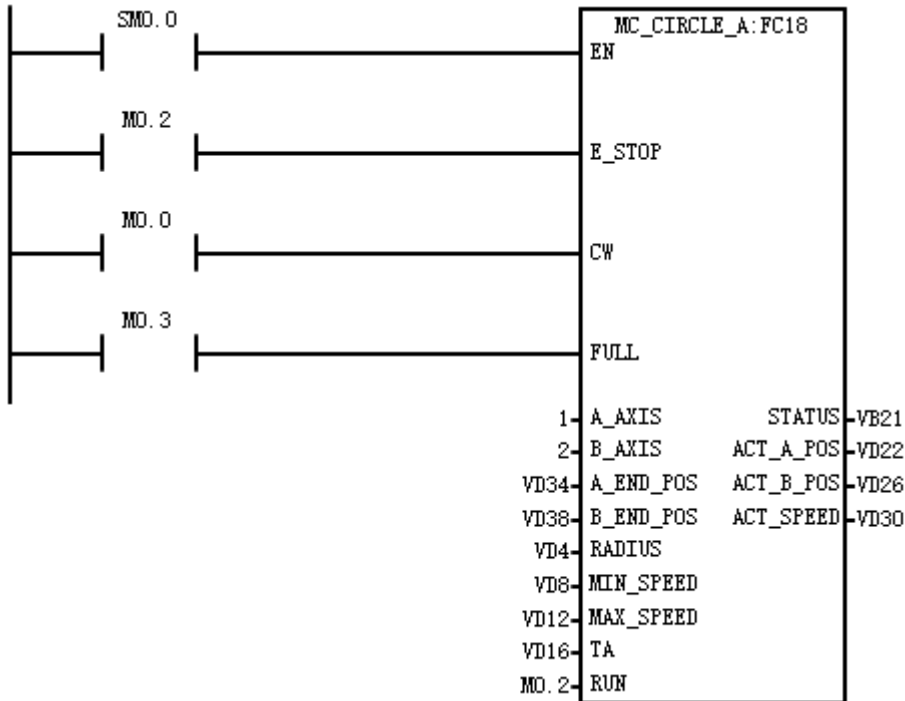 SM0.0
MC_CIRCLE_A:FC18
EN
M0.2
E_STOP
M0.0
CW
M0.3
FULL
1 A_AXIS STATUS VB21
2 B_AXIS ACT_A_POS VD22
VD34 A_END_POS ACT_B_POS VD26
VD38 B_END_POS ACT_SPEED VD30
VD4 RADIUS
VD8 MIN_SPEED
VD12 MAX_SPEED
VD16 TA
M0.2 RUN